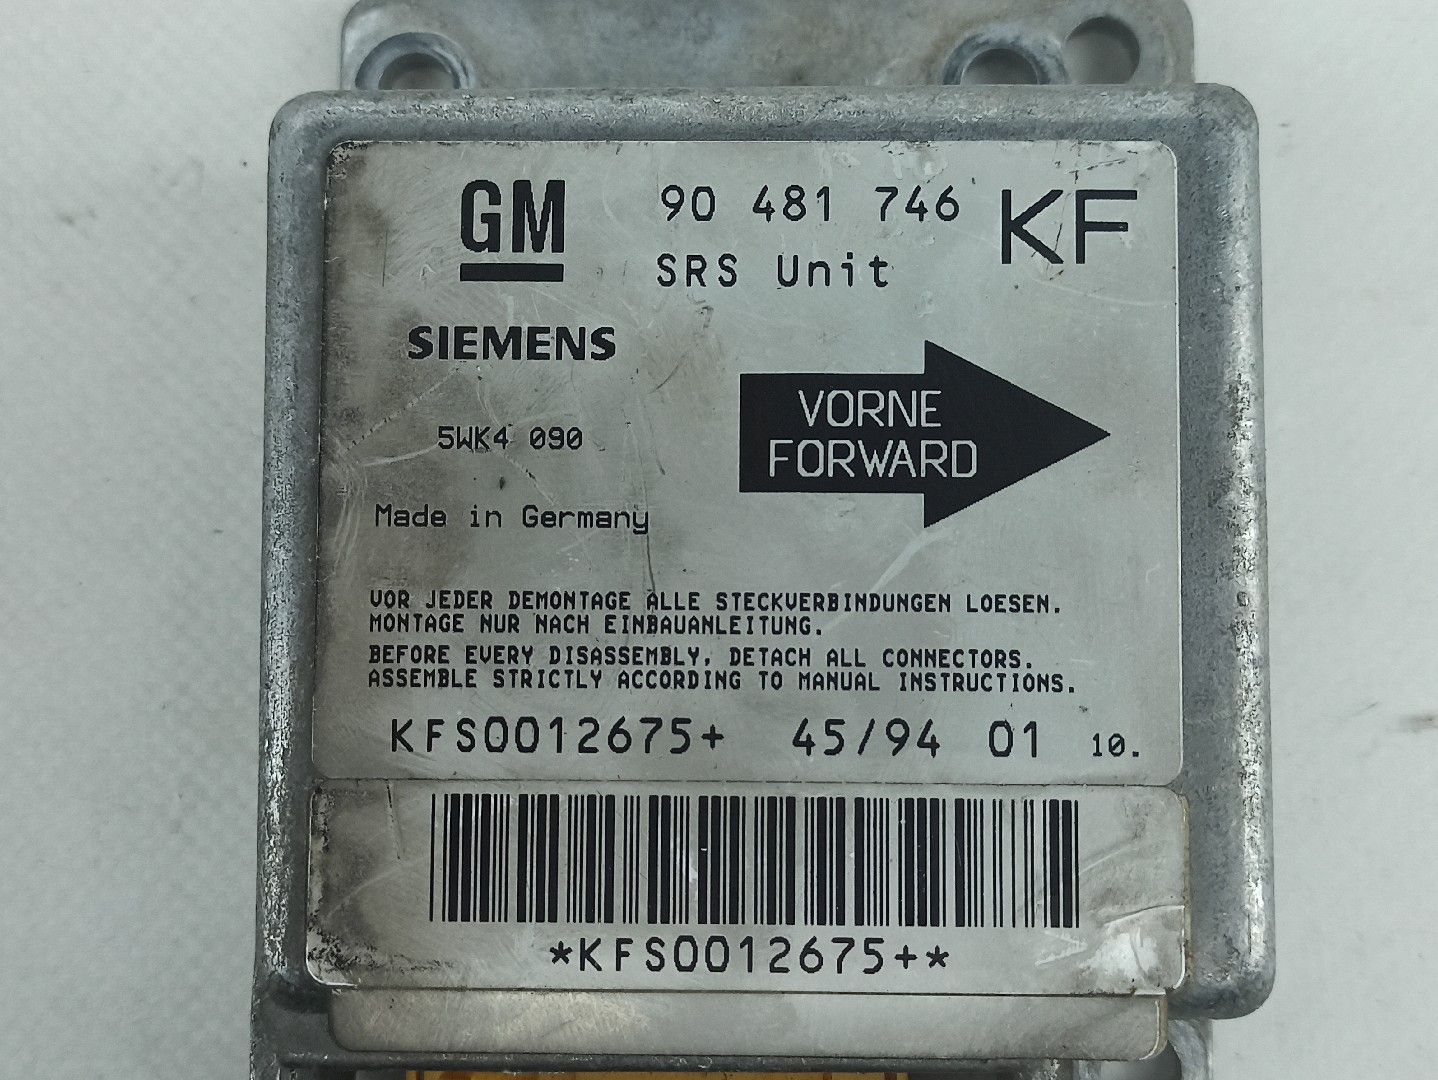 GM
90 481 746 KF
SRS Unit
SIEMENS
VORNE
FORWARD
5WK4 090
Made in Germany
VOR JEDER DEMONTAGE ALLE STECKVERBINDUNGEN LOESEN.
MONTAGE NUR NACH EINBAUANLEITUNG.
BEFORE EVERY DISASSEMBLY, DETACH ALL CONNECTORS.
ASSEMBLE STRICTLY ACCORDING TO MANUAL INSTRUCTIONS.
KFS0012675+ 45/94 01 10.
*KFS0012675+*